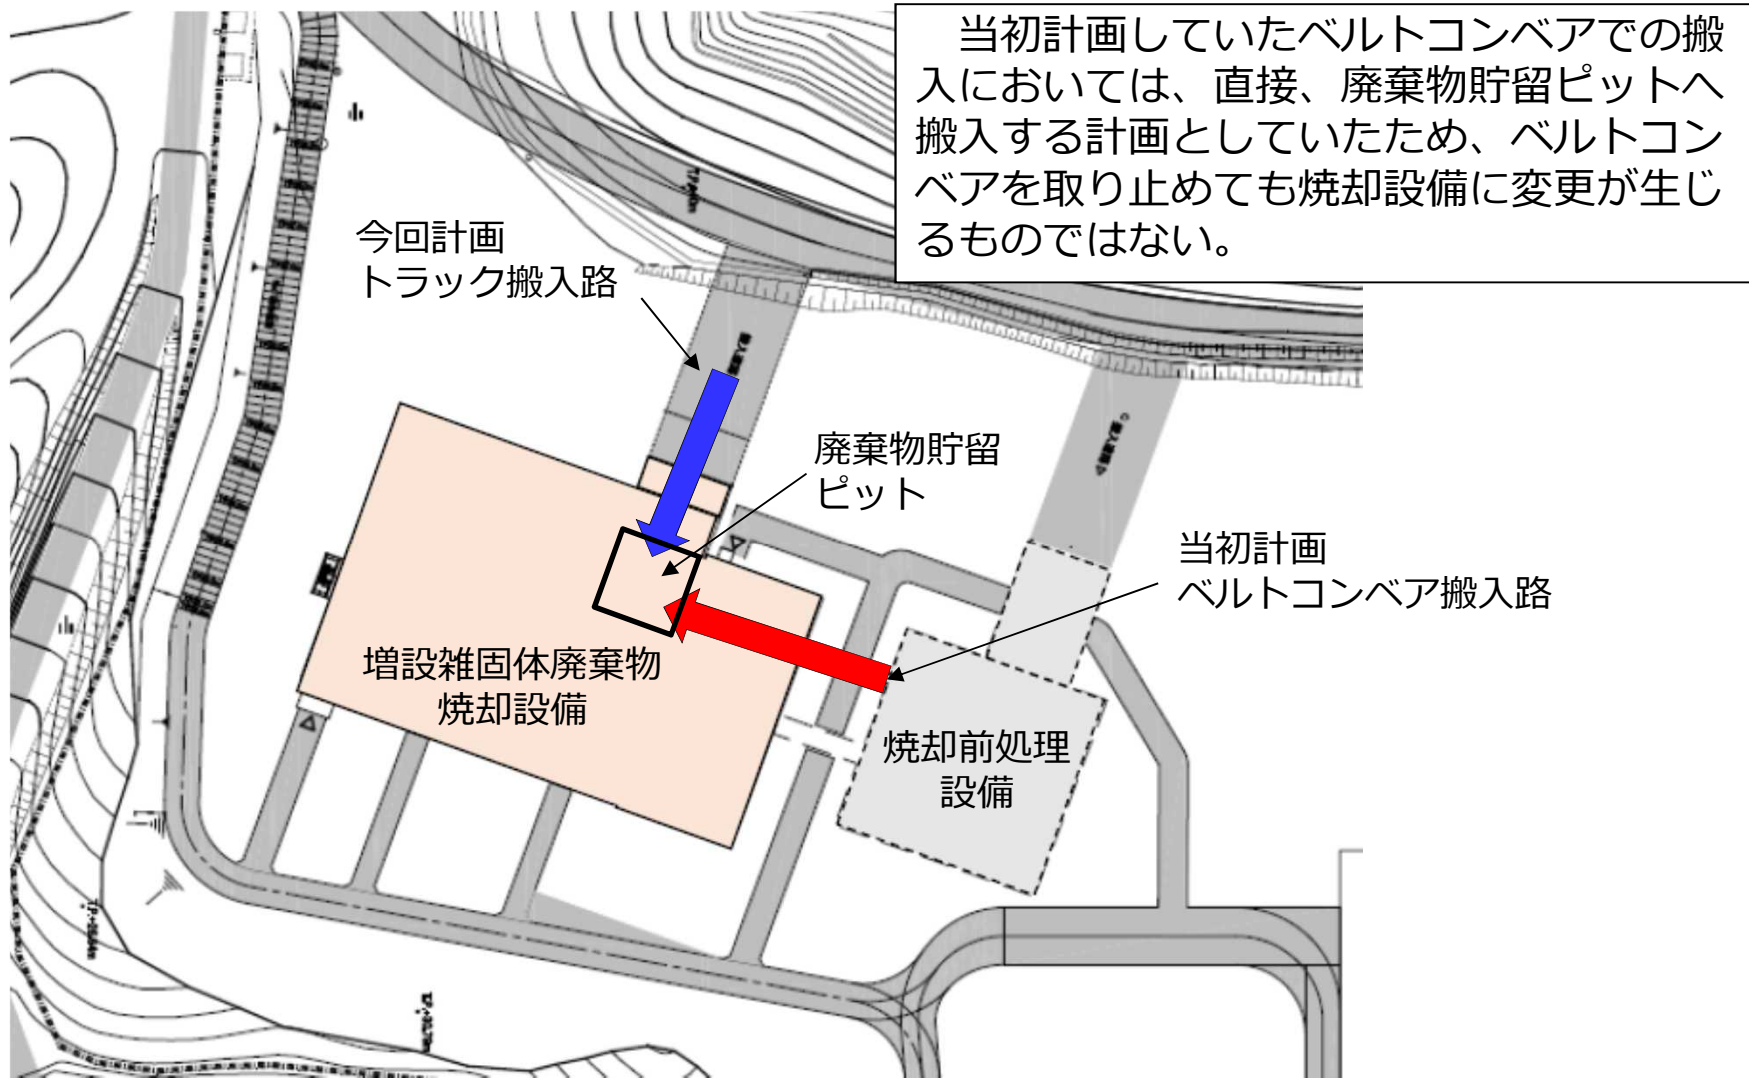 当初計画していたベルトコンベアでの搬
入においては、直接、廃棄物貯留ピットへ
搬入する計画としていたため、ベルトコン
ベアを取り止めても焼却設備に変更が生じ
るものではない。
今回計画
トラック搬入路
廃棄物貯留
ピット
当初計画
ベルトコンベア搬入路
増設雑固体廃棄物
焼却設備
焼却前処理
設備